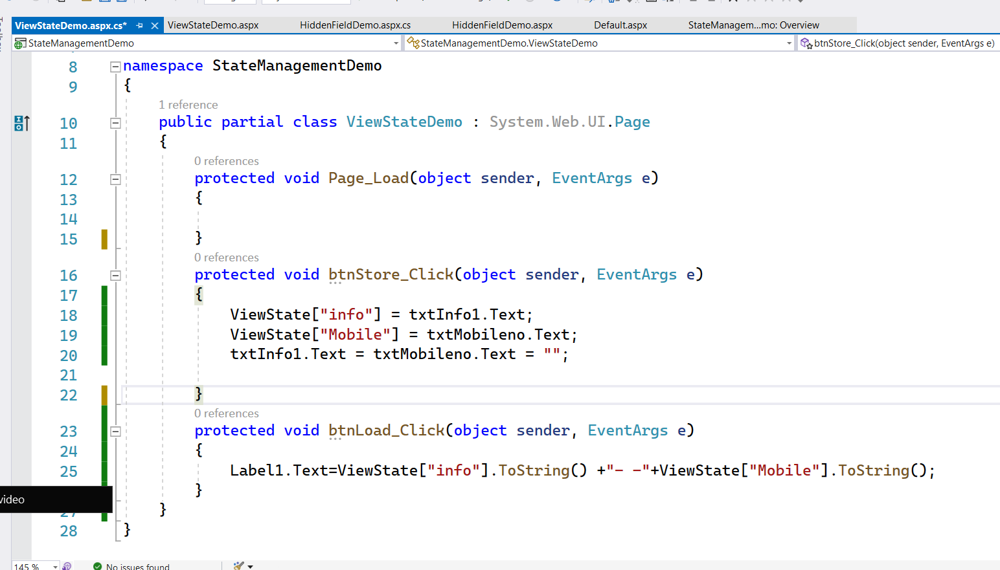 ViewStateDemo.aspx.cs* ViewStateDemo.aspx HiddenFieldDemo.aspx.cs HiddenFieldDemo.aspx Default.aspx StateManagem...mo: Overview
StateManagementDemo StateManagementDemo.ViewStateDemo btnStore_Click(object sender, EventArgs e)
8 namespace StateManagementDemo
9 {
1 reference
10 public partial class ViewStateDemo : System.Web.UI.Page
11 {
0 references
12 protected void Page_Load(object sender, EventArgs e)
13 {
14
15 }
0 references
16 protected void btnStore_Click(object sender, EventArgs e)
17 {
18 ViewState["info"] = txtInfo1.Text;
19 ViewState["Mobile"] = txtMobileno.Text;
20 txtInfo1.Text = txtMobileno.Text = "";
21
22 }
0 references
23 protected void btnLoad_Click(object sender, EventArgs e)
24 {
25 Label1.Text=ViewState["info"].ToString() +"- -"+ViewState["Mobile"].ToString();
}
video
27 }
28 }
145 % No issues found